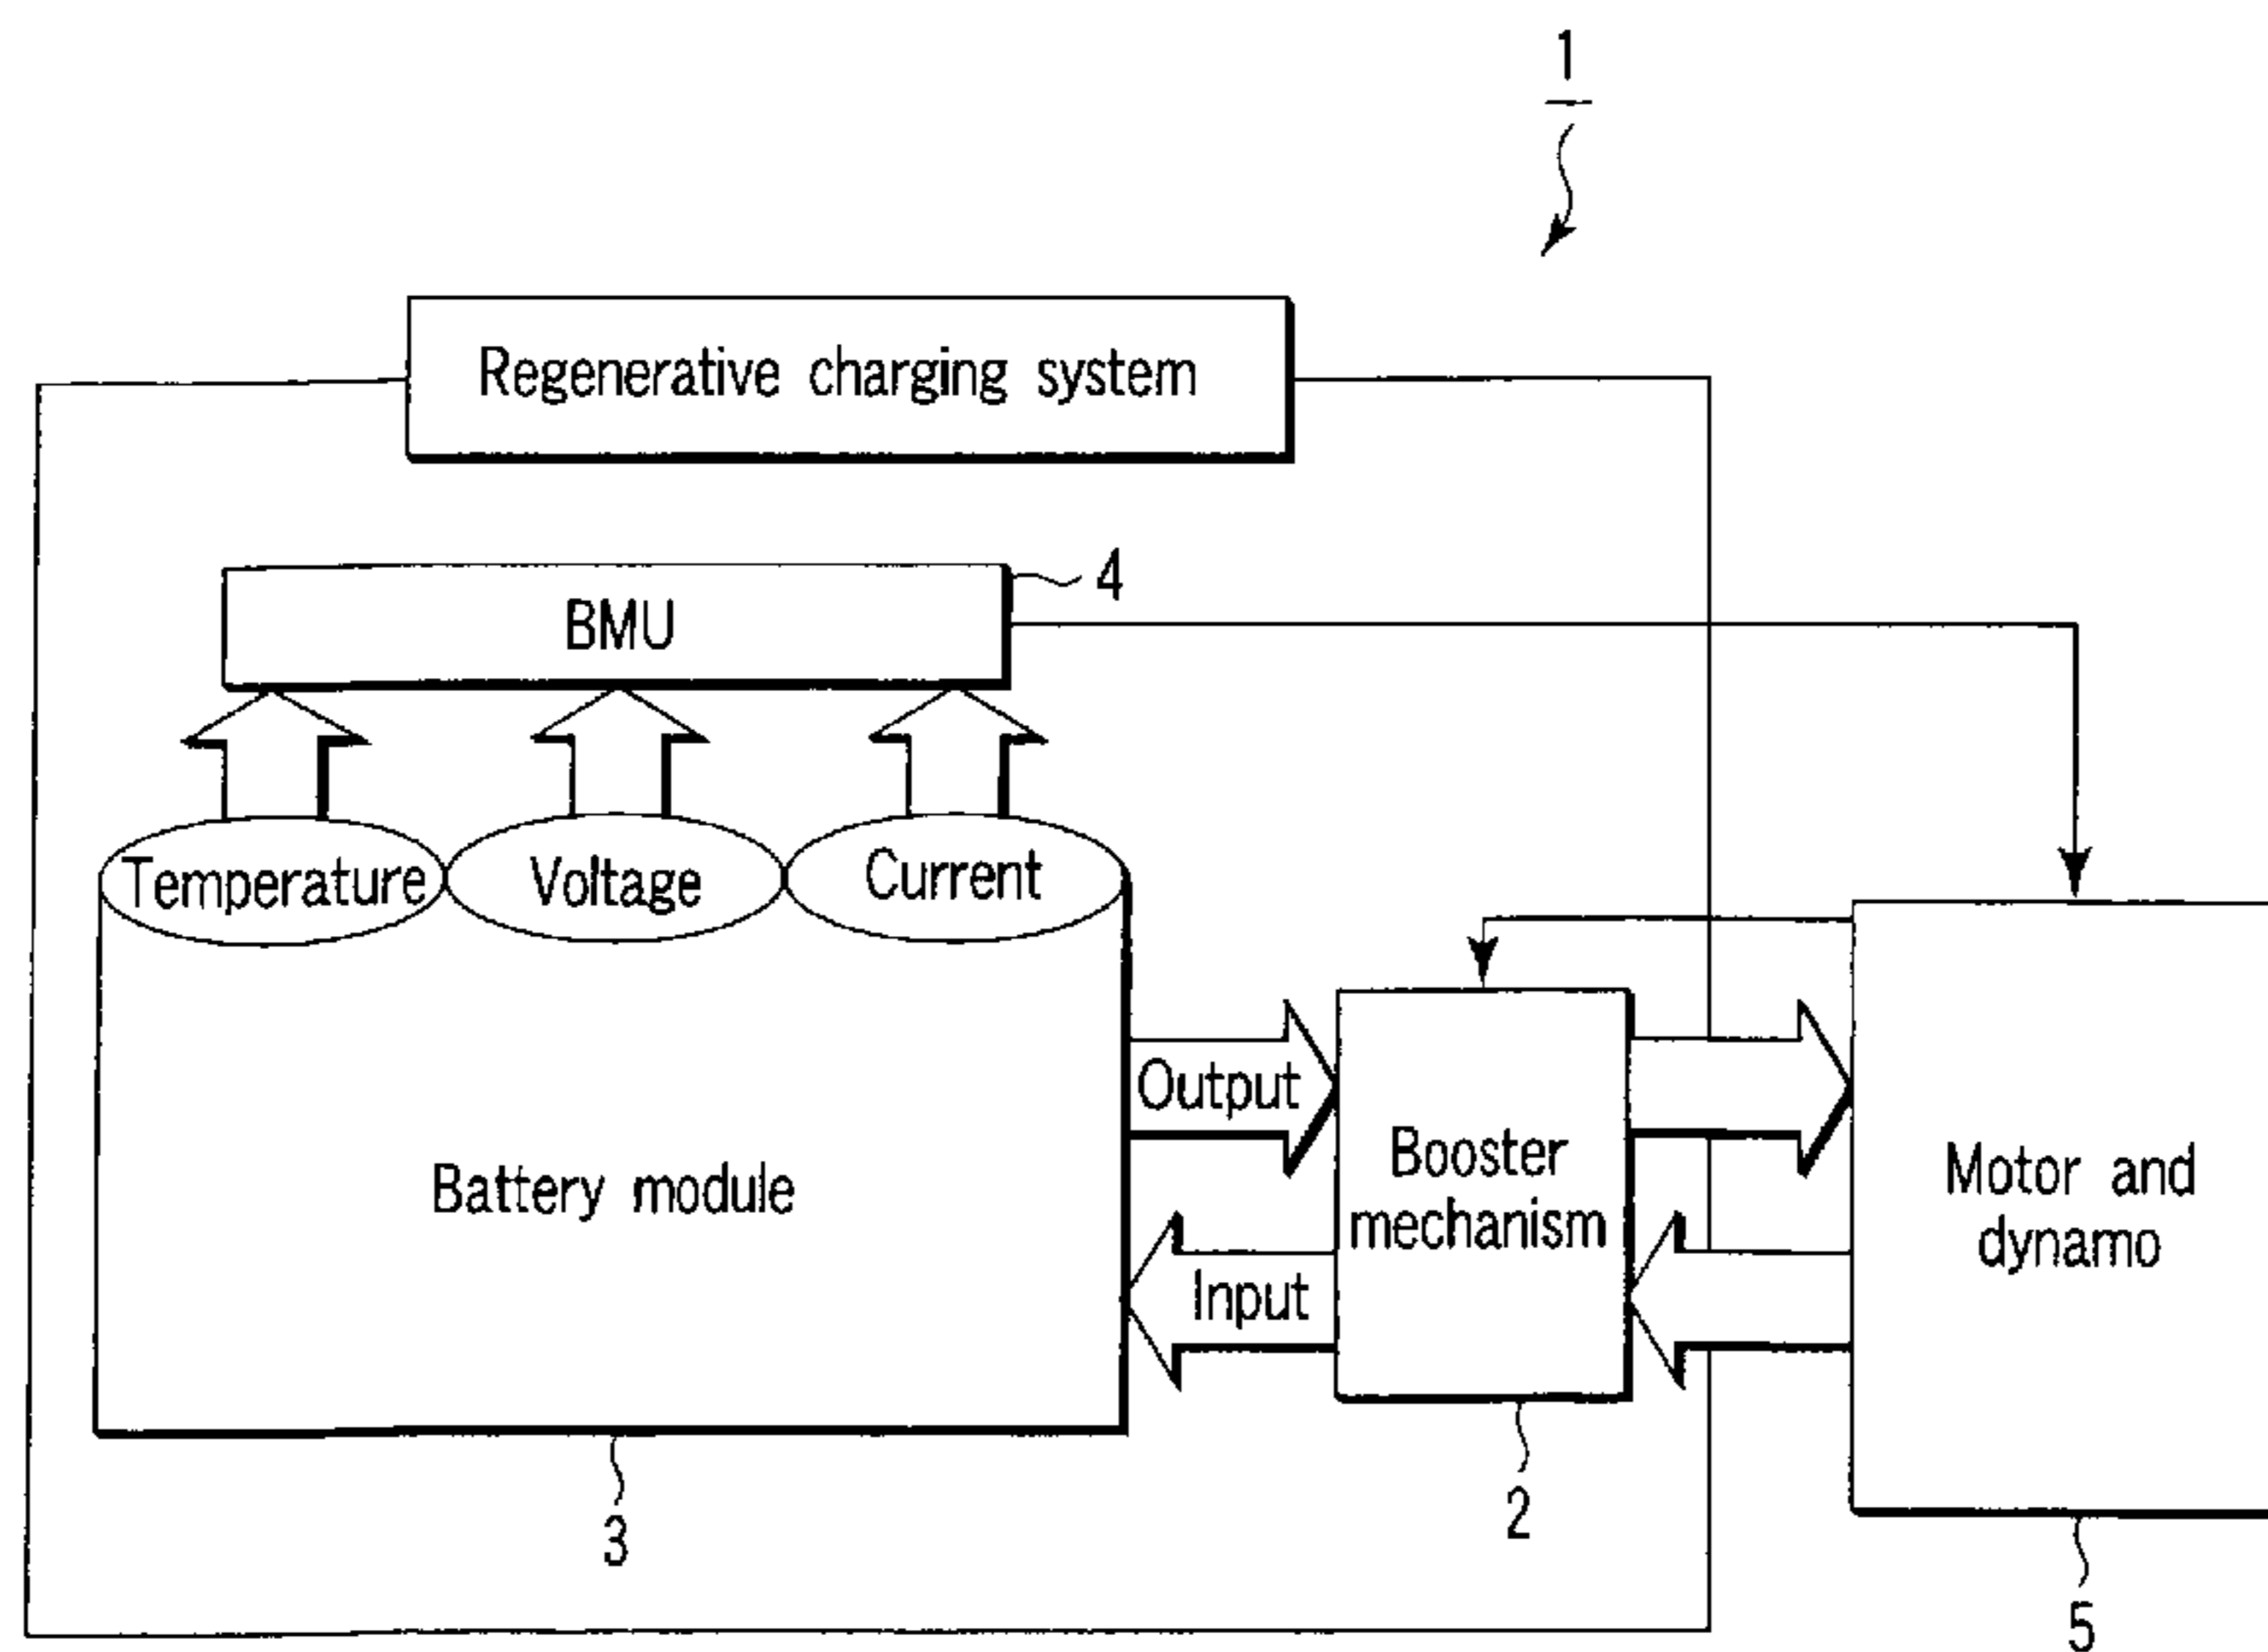 1
Regenerative charging system
BMU
4
Temperature
Voltage
Current
Output
Input
Battery module
Booster
mechanism
Motor and
dynamo
3
2
5